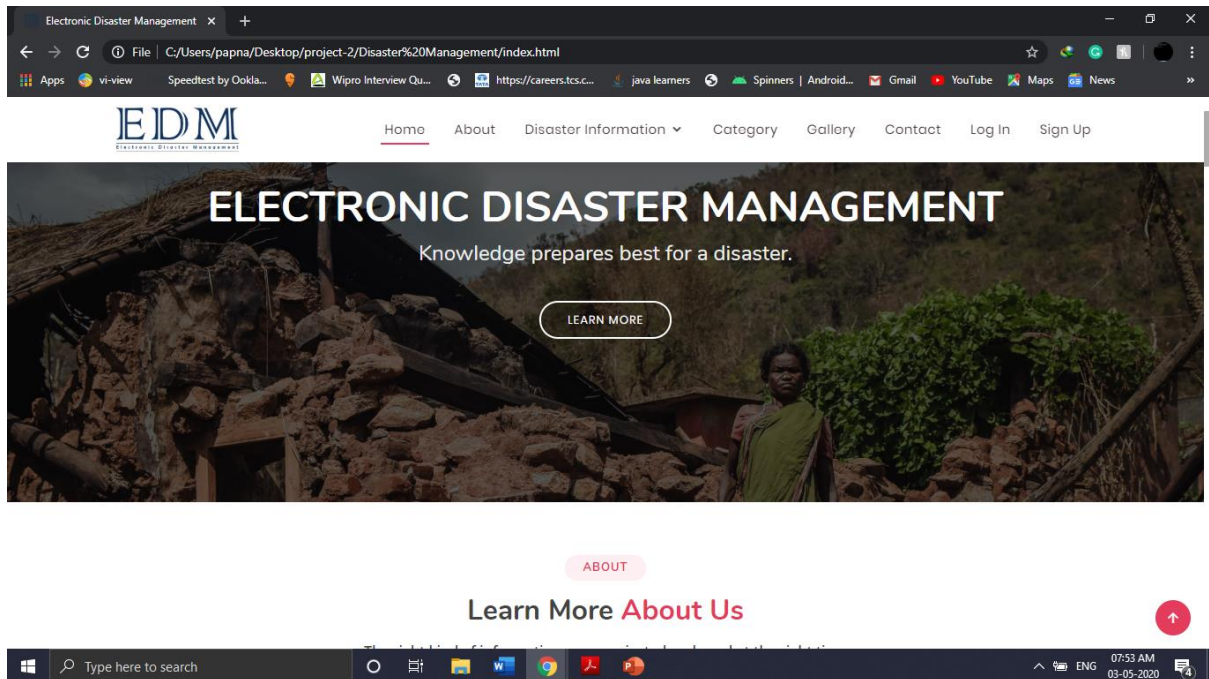 Electronic Disaster Management
File C:/Users/papna/Desktop/project-2/Disaster%20Management/index.html
Apps vi-view Speedtest by Ookla... Wipro Interview Qu... https://careers.tcs.c... java learners Spinners | Android... Gmail YouTube Maps News »
EDM Home About Disaster Information Category Gallery Contact Log In Sign Up
Electronic Disaster Management
ELECTRONIC DISASTER MANAGEMENT
Knowledge prepares best for a disaster.
LEARN MORE
ABOUT
Learn More About Us
Type here to search ENG 07:53 AM
03-05-2020 4